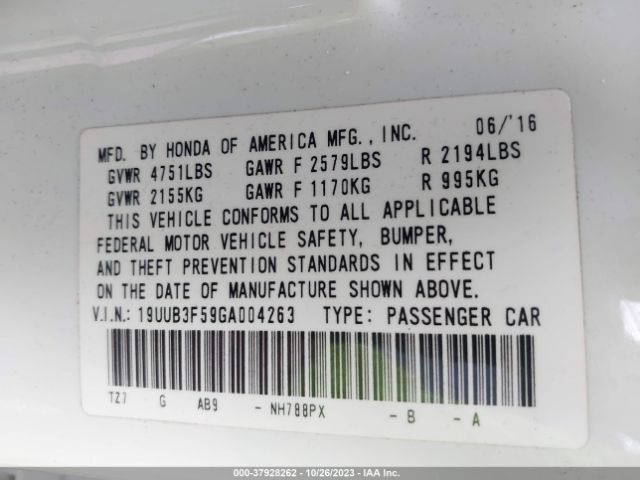 MFD. BY HONDA OF AMERICA MFG., INC. 06/'16
GVWR 4751LBS GAWR F 2579LBS R 2194LBS
GVWR 2155KG GAWR F 1170KG R 995KG
THIS VEHICLE CONFORMS TO ALL APPLICABLE
FEDERAL MOTOR VEHICLE SAFETY, BUMPER,
AND THEFT PREVENTION STANDARDS IN EFFECT
ON THE DATE OF MANUFACTURE SHOWN ABOVE.
V.I.N.: 19UUB3F59GA004263 TYPE: PASSENGER CAR
TZ7 G AB9 - NH788PX - B - A
000-37928262 - 10/26/2023 - IAA Inc.